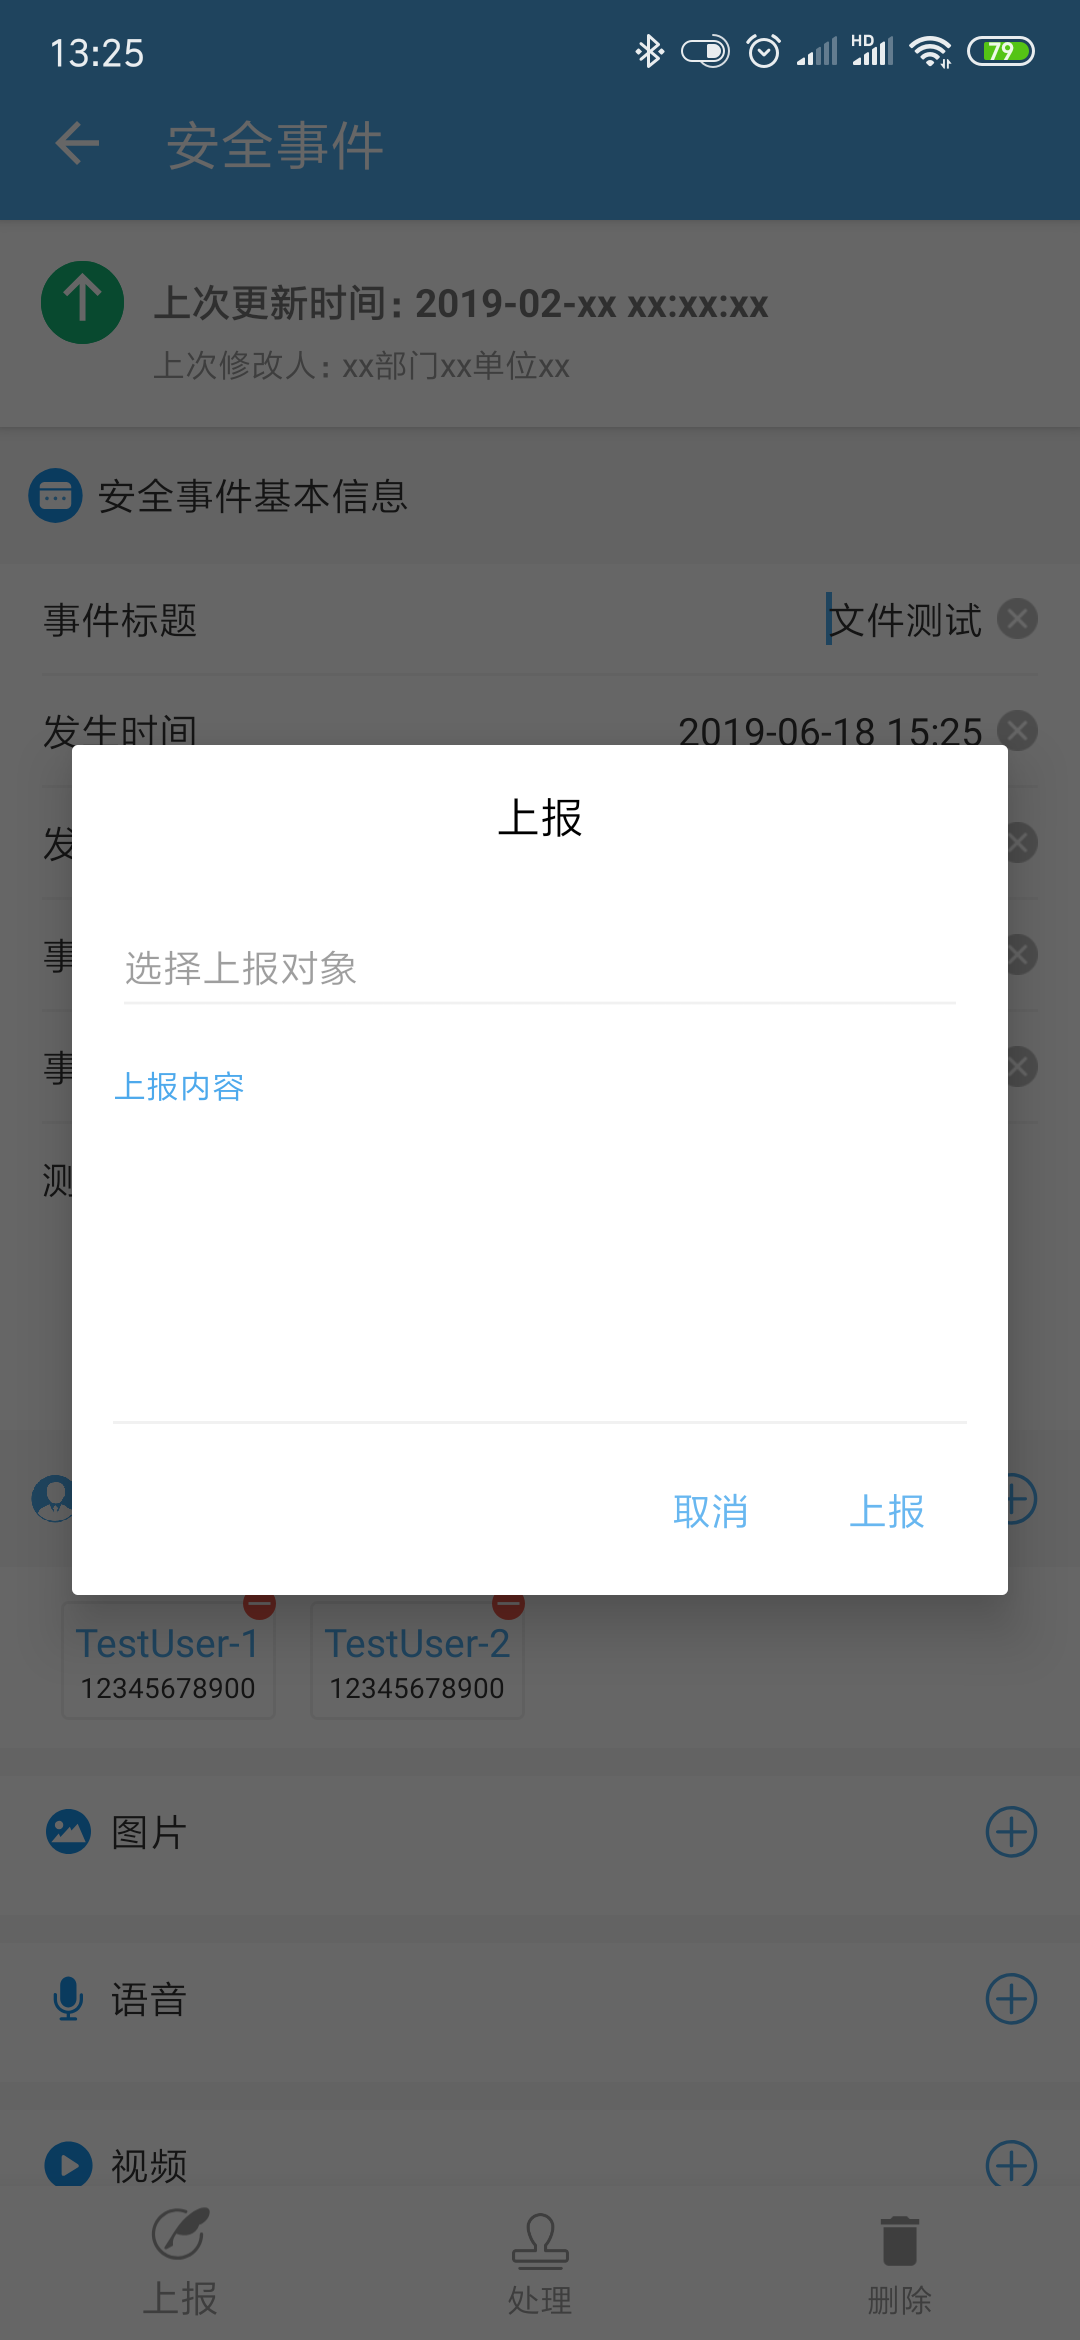 13:25
HD
79
安全事件
上次更新时间：2019-02-xx xx:xx:xx
上次修改人：xx部门xx单位xx
安全事件基本信息
事件标题 文件测试
发生时间 2019-06-18 15:25
发
事
事
测
上报
选择上报对象
上报内容
取消 上报
TestUser-1 TestUser-2
12345678900 12345678900
图片
语音
视频
上报 处理 删除